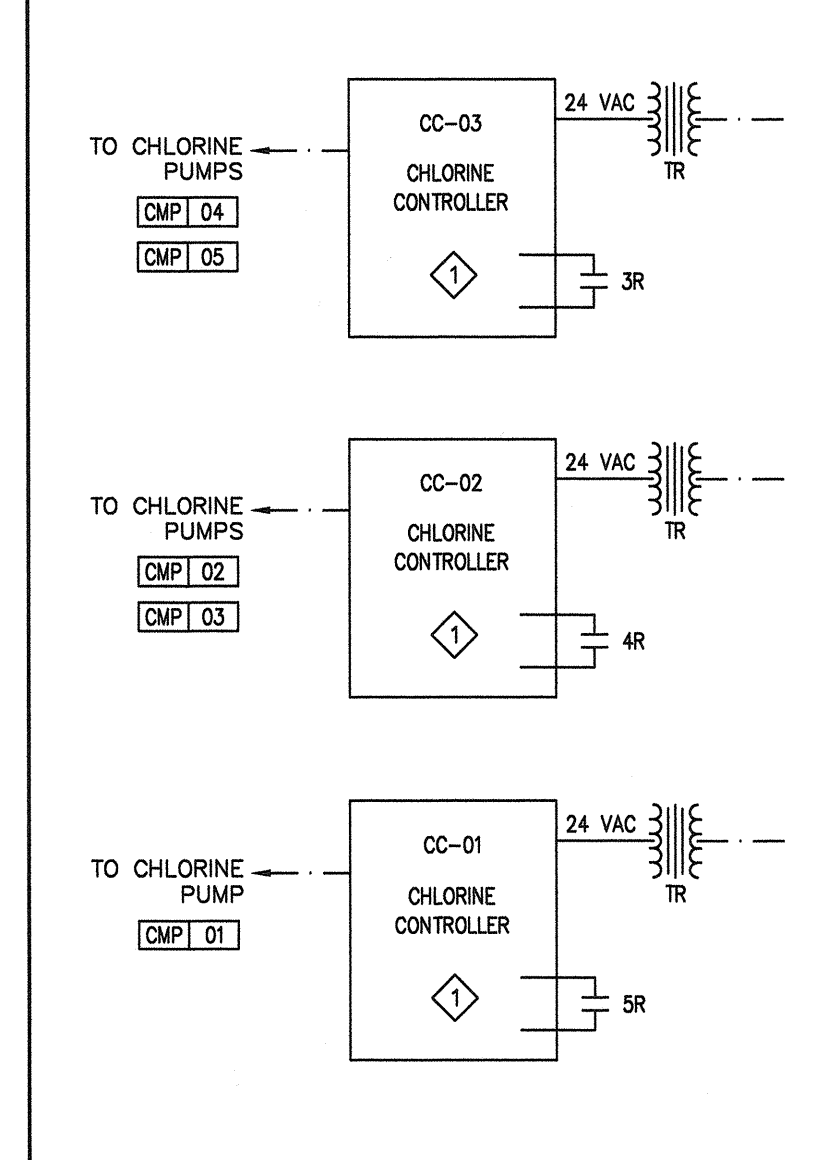 24 VAC
CC-03
TO CHLORINE
PUMPS
CHLORINE
CONTROLLER
TR
CMP 04
CMP 05
1
3R
24 VAC
CC-02
TO CHLORINE
PUMPS
CHLORINE
CONTROLLER
TR
CMP 02
CMP 03
1
4R
24 VAC
CC-01
TO CHLORINE
PUMP
CHLORINE
CONTROLLER
TR
CMP 01
1
5R